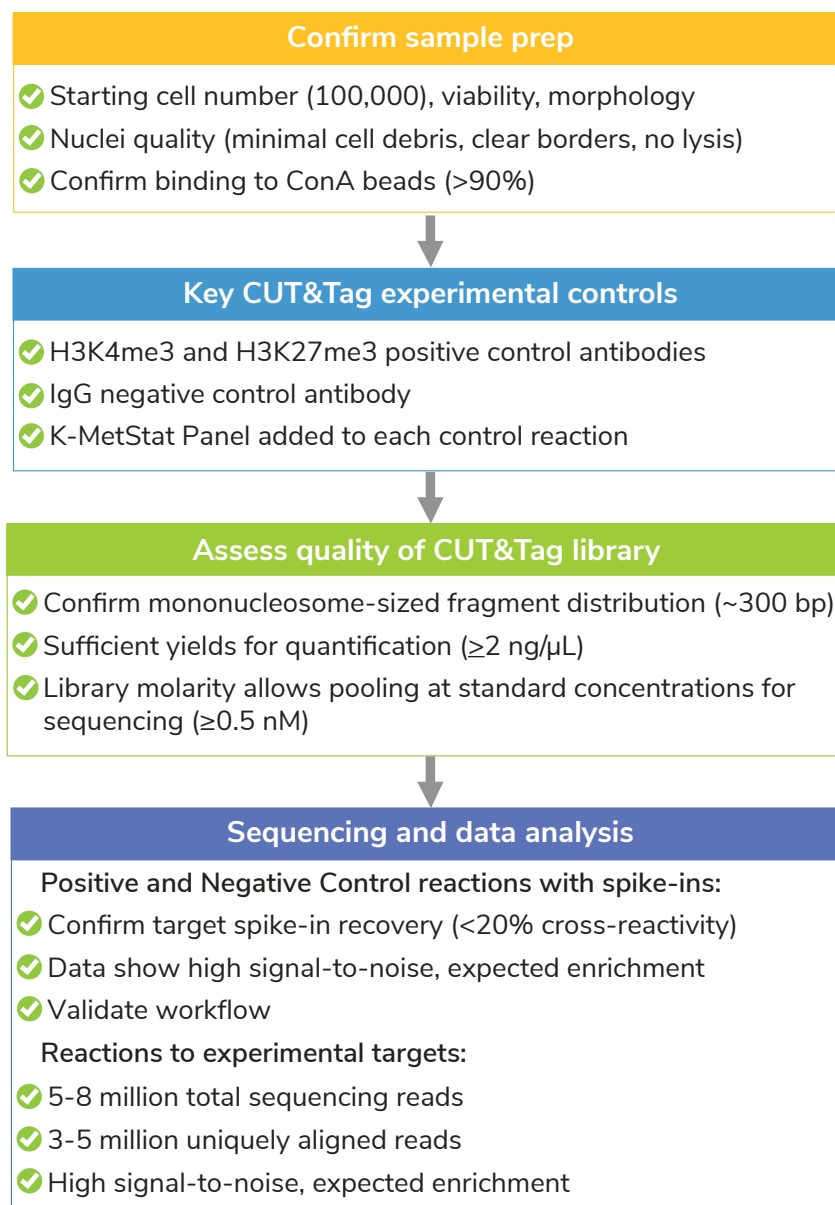 Confirm sample prep
Starting cell number (100,000), viability, morphology
Nuclei quality (minimal cell debris, clear borders, no lysis)
Confirm binding to ConA beads (>90%)
Key CUT&Tag experimental controls
H3K4me3 and H3K27me3 positive control antibodies
IgG negative control antibody
K-MetStat Panel added to each control reaction
Assess quality of CUT&Tag library
Confirm mononucleosome-sized fragment distribution (~300 bp)
Sufficient yields for quantification (≥2 ng/µL)
Library molarity allows pooling at standard concentrations for
sequencing (≥0.5 nM)
Sequencing and data analysis
Positive and Negative Control reactions with spike-ins:
Confirm target spike-in recovery (<20% cross-reactivity)
Data show high signal-to-noise, expected enrichment
Validate workflow
Reactions to experimental targets:
5-8 million total sequencing reads
3-5 million uniquely aligned reads
High signal-to-noise, expected enrichment